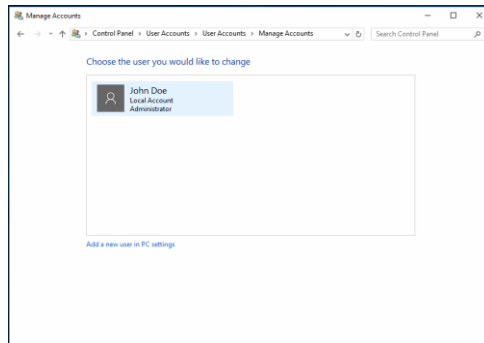 Manage Accounts
Control Panel > User Accounts > User Accounts > Manage Accounts
Search Control Panel
Choose the user you would like to change
John Doe
Local Account
Administrator
Add a new user in PC settings